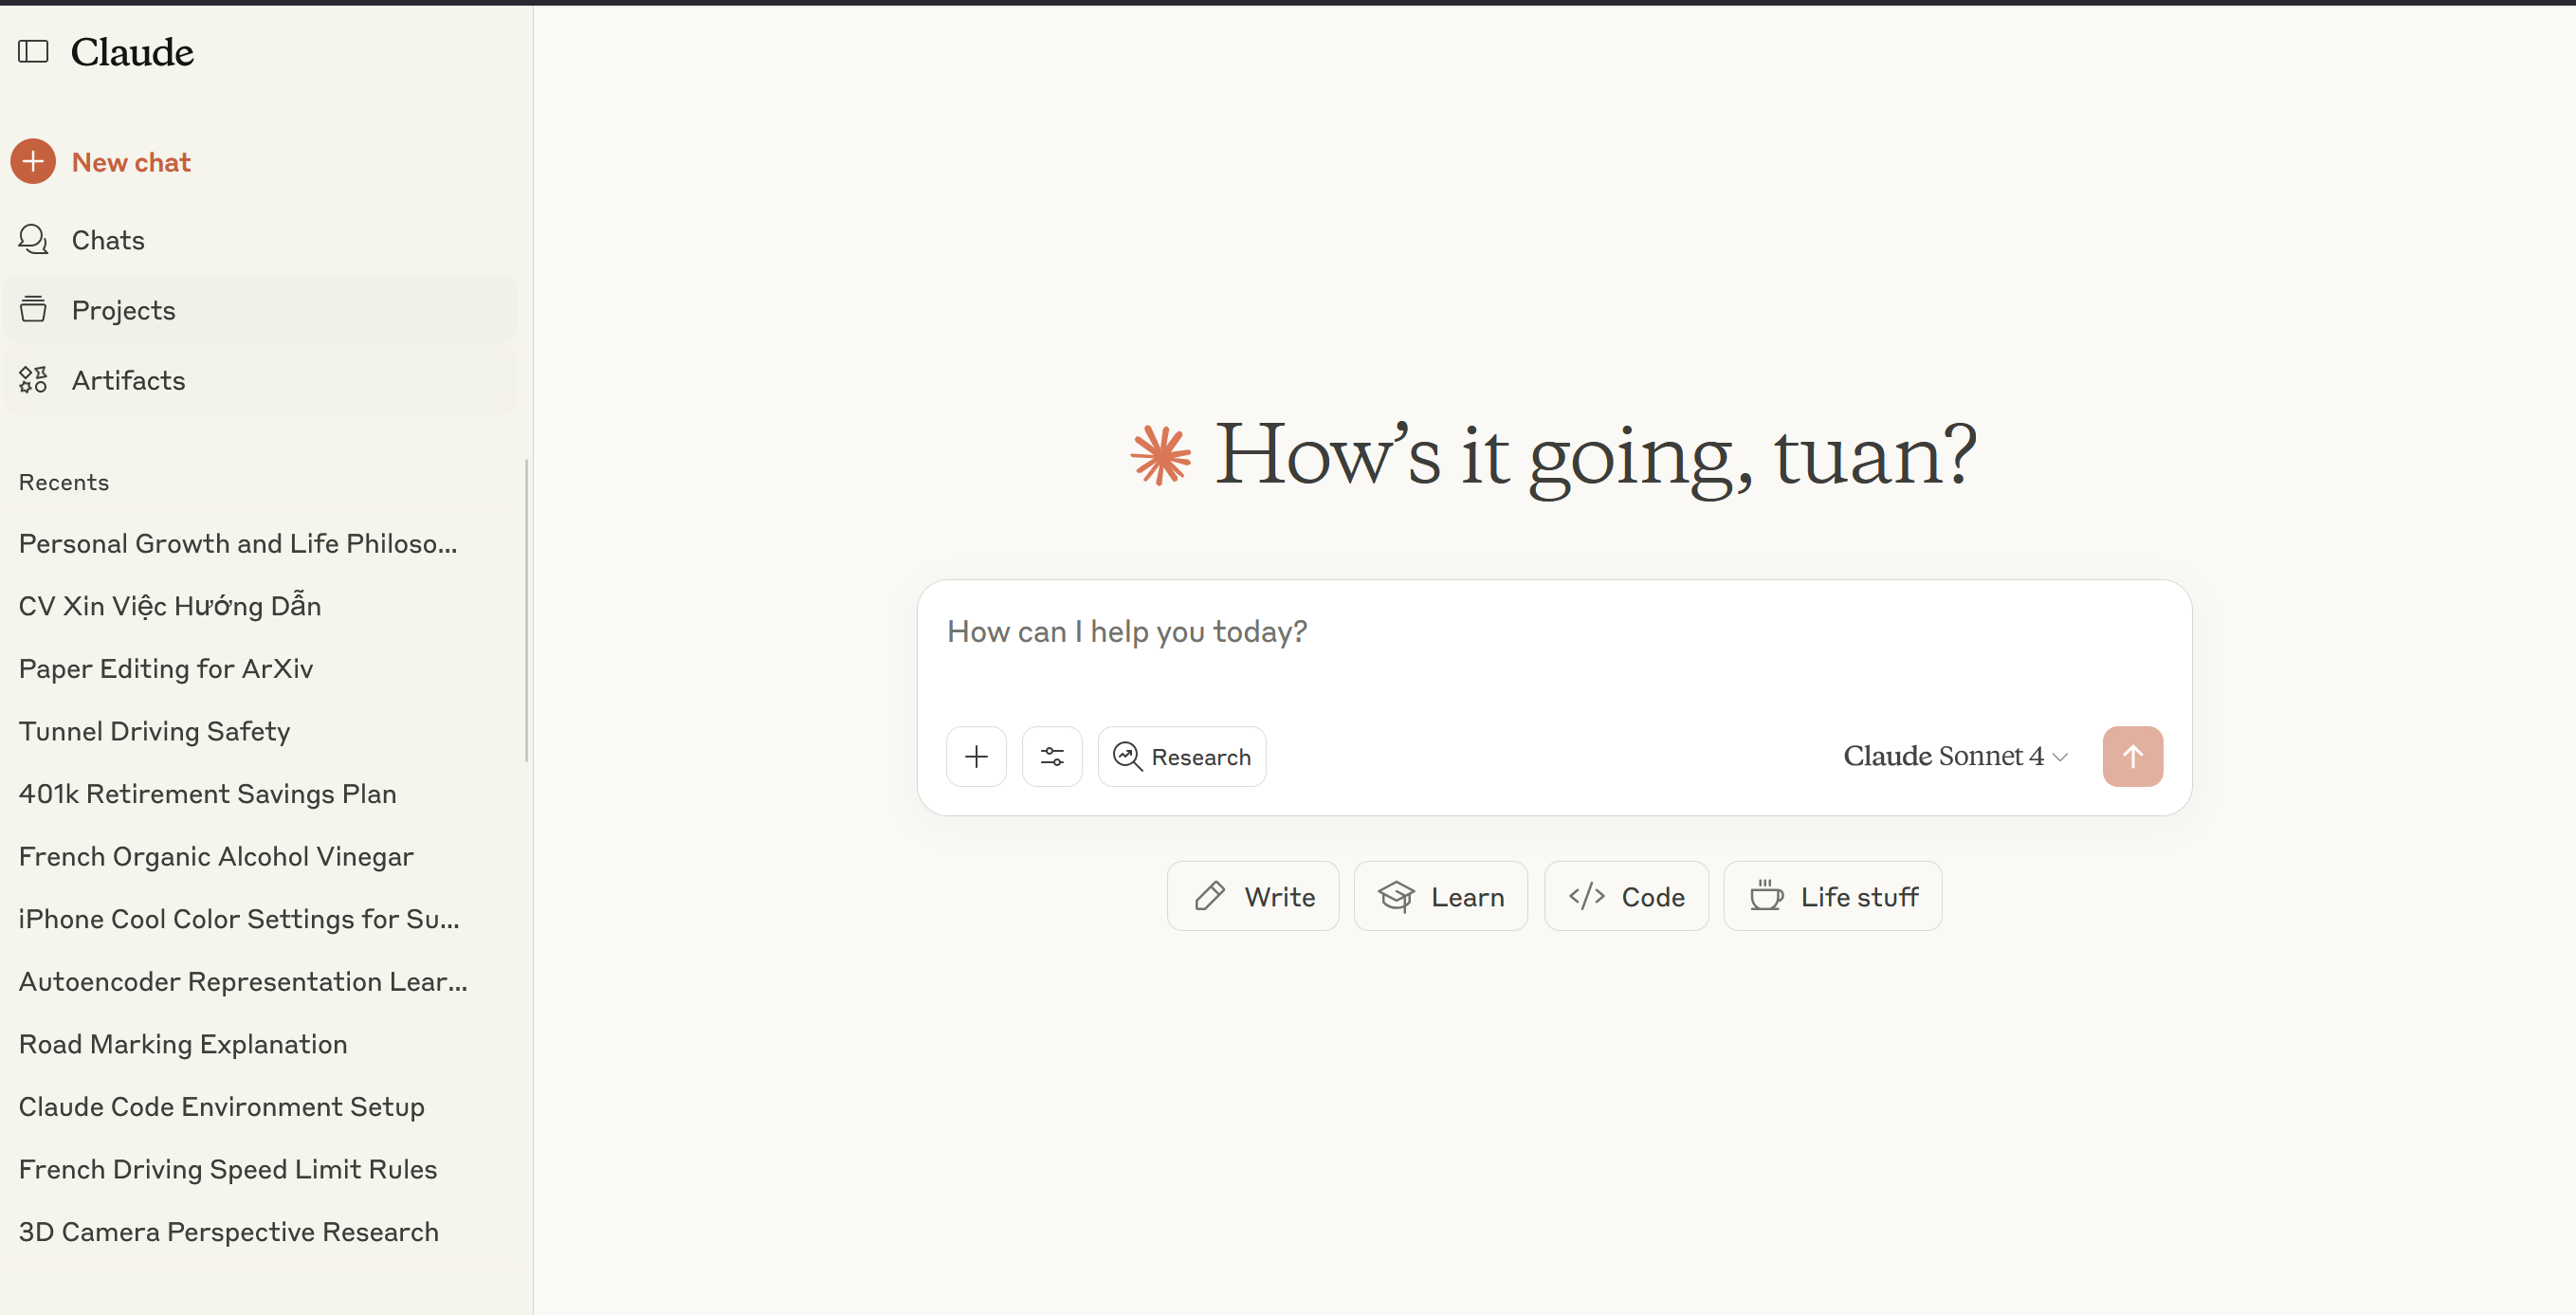 Claude
New chat
Chats
Projects
Artifacts
Recents
Personal Growth and Life Philoso...
CV Xin Việc Hướng Dẫn
Paper Editing for ArXiv
Tunnel Driving Safety
401k Retirement Savings Plan
French Organic Alcohol Vinegar
iPhone Cool Color Settings for Su...
Autoencoder Representation Lear...
Road Marking Explanation
Claude Code Environment Setup
French Driving Speed Limit Rules
3D Camera Perspective Research
How’s it going, tuan?
How can I help you today?
Research
Claude Sonnet 4
Write
Learn
Code
Life stuff